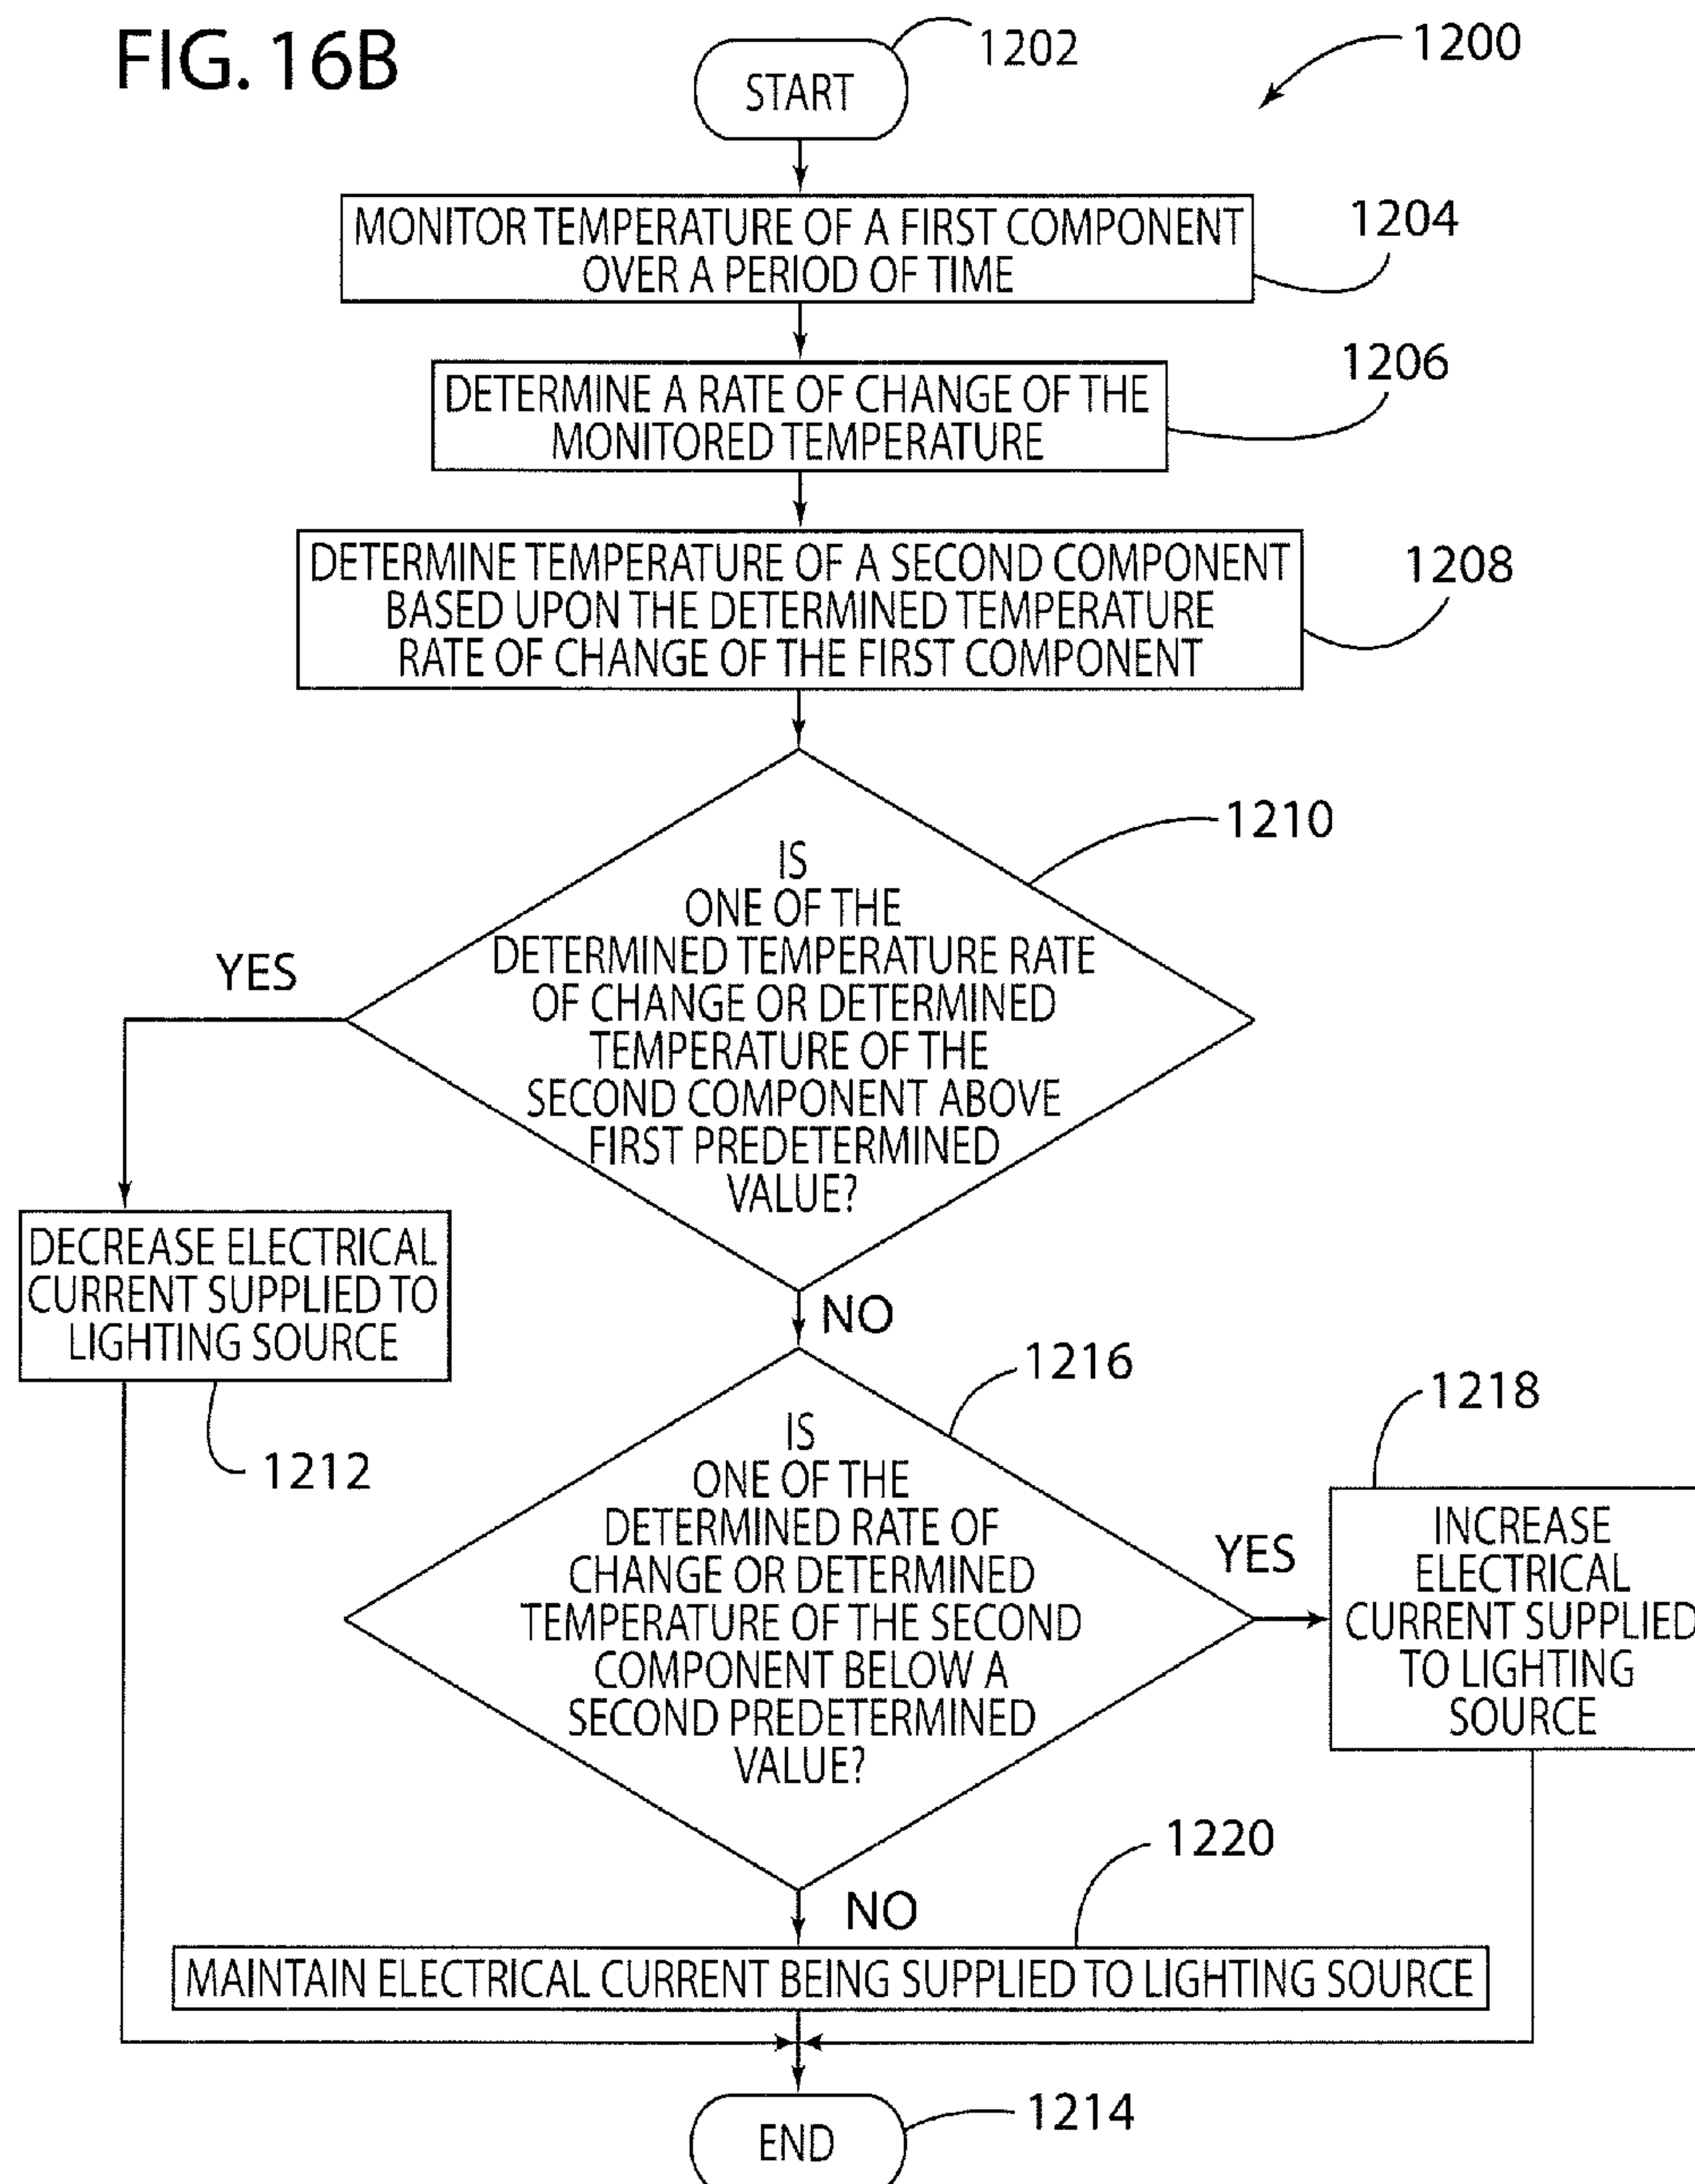 FIG. 16B
1202
1200
START
MONITOR TEMPERATURE OF A FIRST COMPONENT
OVER A PERIOD OF TIME
1204
DETERMINE A RATE OF CHANGE OF THE
MONITORED TEMPERATURE
1206
DETERMINE TEMPERATURE OF A SECOND COMPONENT
BASED UPON THE DETERMINED TEMPERATURE
RATE OF CHANGE OF THE FIRST COMPONENT
1208
1210
IS
ONE OF THE
DETERMINED TEMPERATURE RATE
OF CHANGE OR DETERMINED
TEMPERATURE OF THE
SECOND COMPONENT ABOVE
FIRST PREDETERMINED
VALUE?
YES
DECREASE ELECTRICAL
CURRENT SUPPLIED TO
LIGHTING SOURCE
1212
NO
1216
IS
ONE OF THE
DETERMINED RATE OF
CHANGE OR DETERMINED
TEMPERATURE OF THE SECOND
COMPONENT BELOW A
SECOND PREDETERMINED
VALUE?
YES
1218
INCREASE
ELECTRICAL
CURRENT SUPPLIED
TO LIGHTING
SOURCE
NO
1220
MAINTAIN ELECTRICAL CURRENT BEING SUPPLIED TO LIGHTING SOURCE
END
1214